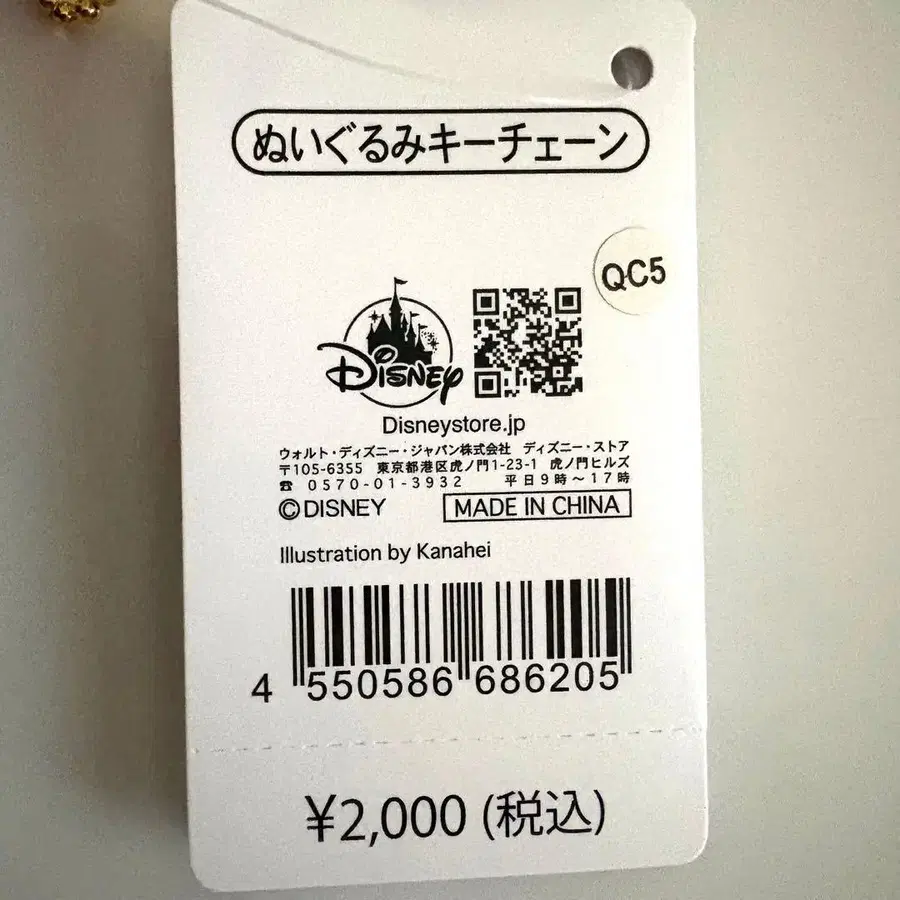 ぬいぐるみキーチェーン
QC5
Disney
Disneystore.jp
ウォルト・ディズニー・ジャパン株式会社 ディズニー・ストア
〒105-6355 東京都港区虎ノ門1-23-1 虎ノ門ヒルズ
☎ 0570-01-3932 平日9時～17時
©DISNEY MADE IN CHINA
Illustration by Kanahei
4 550586 686205
¥2,000 (税込)